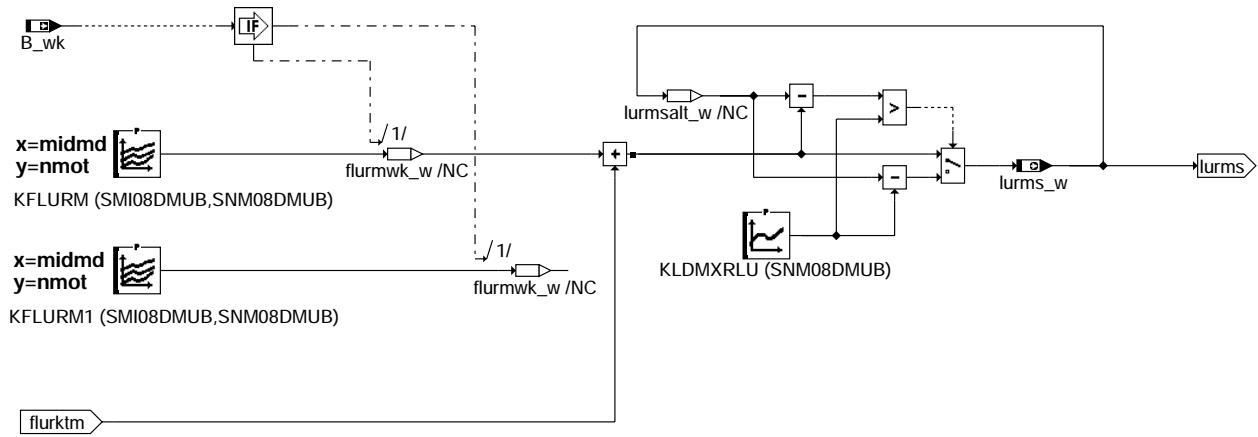 B_wk
IF
lurmsalt_w /NC
-
>
/1/
x=midmd
y=nmot
P
flurmwk_w /NC
+
KFLURM (SMI08DMUB,SNM08DMUB)
lurms_w
lurms
-
P
KLDMXRLU (SNM08DMUB)
/1/
x=midmd
y=nmot
P
flurmwk_w /NC
KFLURM1 (SMI08DMUB,SNM08DMUB)
flurktm